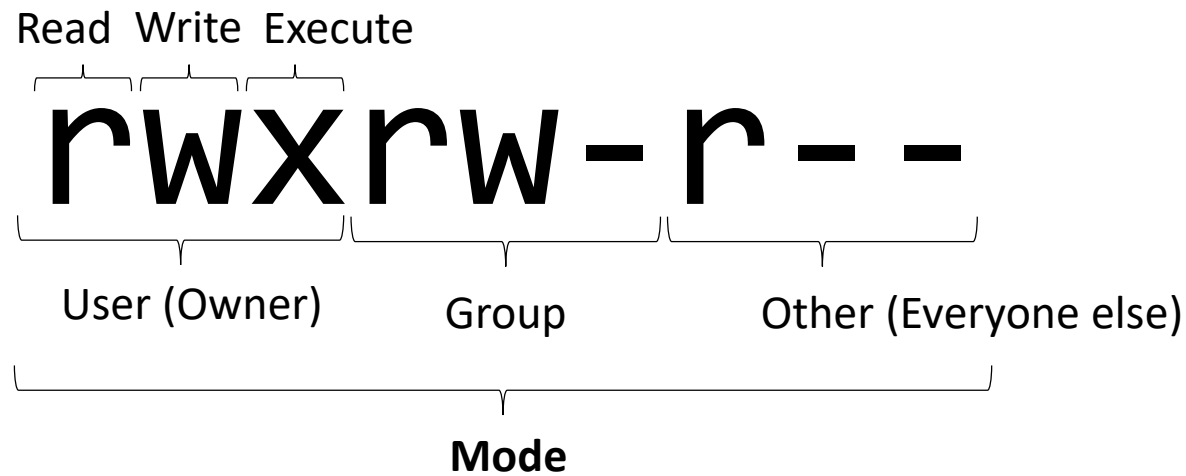 Read Write Execute
rwxrw-r--
User (Owner) Group Other (Everyone else)
Mode